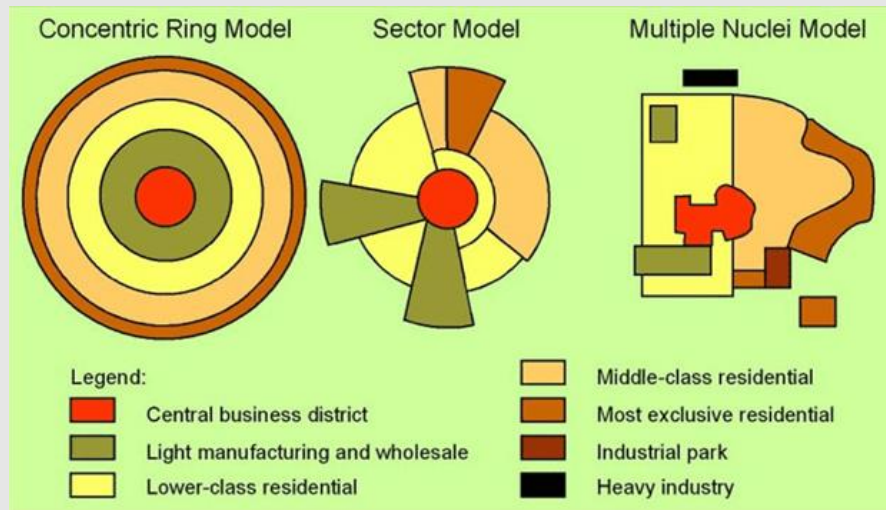 Concentric Ring Model
Sector Model
Multiple Nuclei Model
Legend:
Central business district
Light manufacturing and wholesale
Lower-class residential
Middle-class residential
Most exclusive residential
Industrial park
Heavy industry